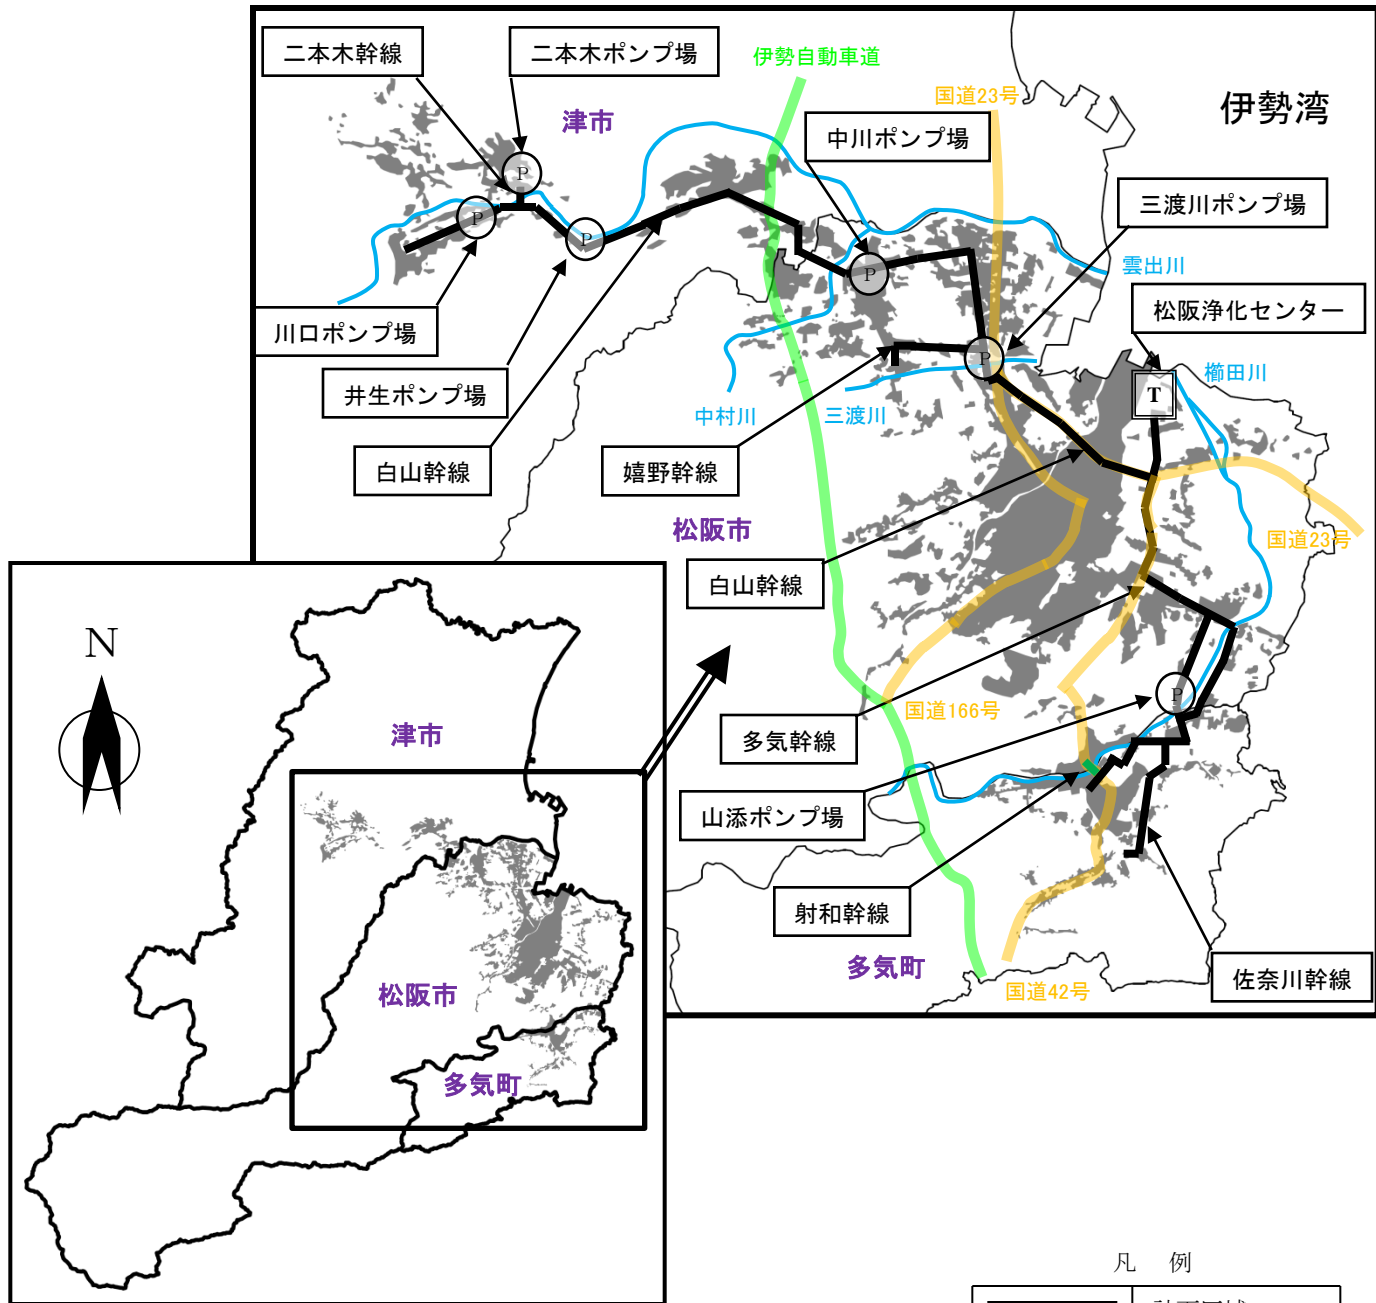 二本木幹線
二本木ポンプ場
伊勢自動車道
国道23号
伊勢湾
津市
中川ポンプ場
三渡川ポンプ場
P
P
P
P
雲出川
川口ポンプ場
松阪浄化センター
井生ポンプ場
P
櫛田川
T
中村川
三渡川
白山幹線
嬉野幹線
松阪市
国道23号
白山幹線
N
P
国道166号
津市
多気幹線
山添ポンプ場
射和幹線
多気町
佐奈川幹線
国道42号
松阪市
多気町
凡 例